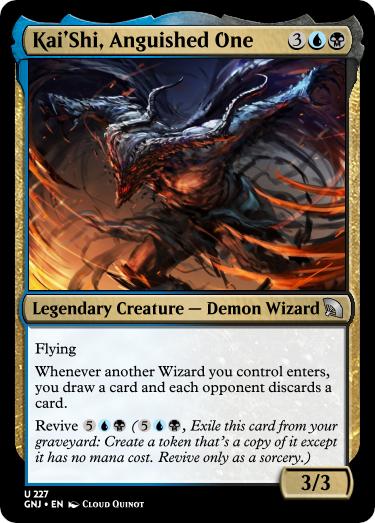 Kai'Shi, Anguished One 3
Legendary Creature — Demon Wizard
Flying
Whenever another Wizard you control enters,
you draw a card and each opponent discards a
card.
Revive 5 (5, Exile this card from your
graveyard: Create a token that's a copy of it except
it has no mana cost. Revive only as a sorcery.)
3/3
U 227
GNJ • EN Cloud Quinot